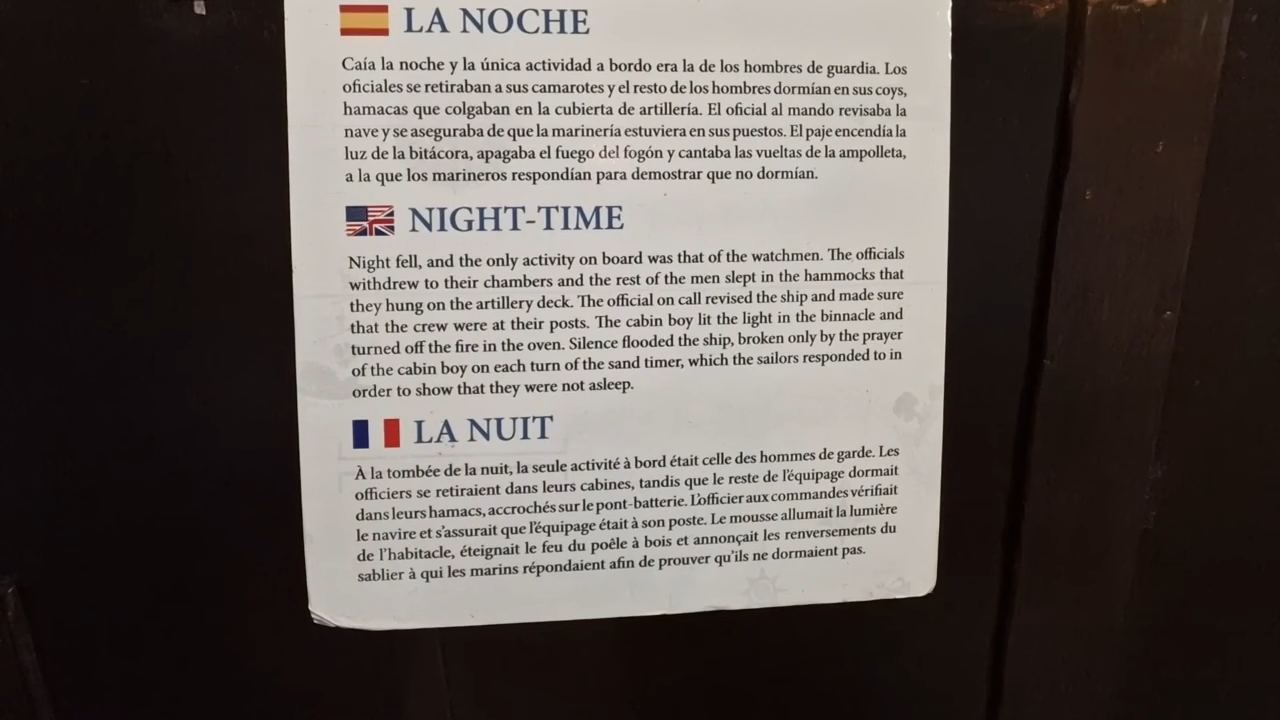 LA NOCHE
Caía la noche y la única actividad a bordo era la de los hombres de guardia. Los
oficiales se retiraban a sus camarotes y el resto de los hombres dormían en sus coys,
hamacas que colgaban en la cubierta de artillería. El oficial al mando revisaba la
nave y se aseguraba de que la marinería estuviera en sus puestos. El paje encendía la
luz de la bitácora, apagaba el fuego del fogón y cantaba las vueltas de la ampolleta,
a la que los marineros respondían para demostrar que no dormían.
NIGHT-TIME
Night fell, and the only activity on board was that of the watchmen. The officials
withdrew to their chambers and the rest of the men slept in the hammocks that
they hung on the artillery deck. The official on call revised the ship and made sure
that the crew were at their posts. The cabin boy lit the light in the binnacle and
turned off the fire in the oven. Silence flooded the ship, broken only by the prayer
of the cabin boy on each turn of the sand timer, which the sailors responded to in
order to show that they were not asleep.
LA NUIT
À la tombée de la nuit, la seule activité à bord était celle des hommes de garde. Les
officiers se retiraient dans leurs cabines, tandis que le reste de l'équipage dormait
dans leurs hamacs, accrochés sur le pont-batterie. L'officier aux commandes vérifiait
le navire et s'assurait que l'équipage était à son poste. Le mousse allumait la lumière
de l'habitacle, éteignait le feu du poêle à bois et annonçait les renversements du
sablier à qui les marins répondaient afin de prouver qu'ils ne dormaient pas.